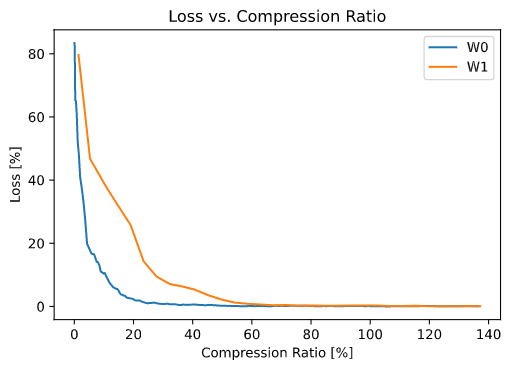 Loss vs. Compression Ratio
W0
W1
80
60
40
20
0
Loss [%]
0 20 40 60 80 100 120 140
Compression Ratio [%]